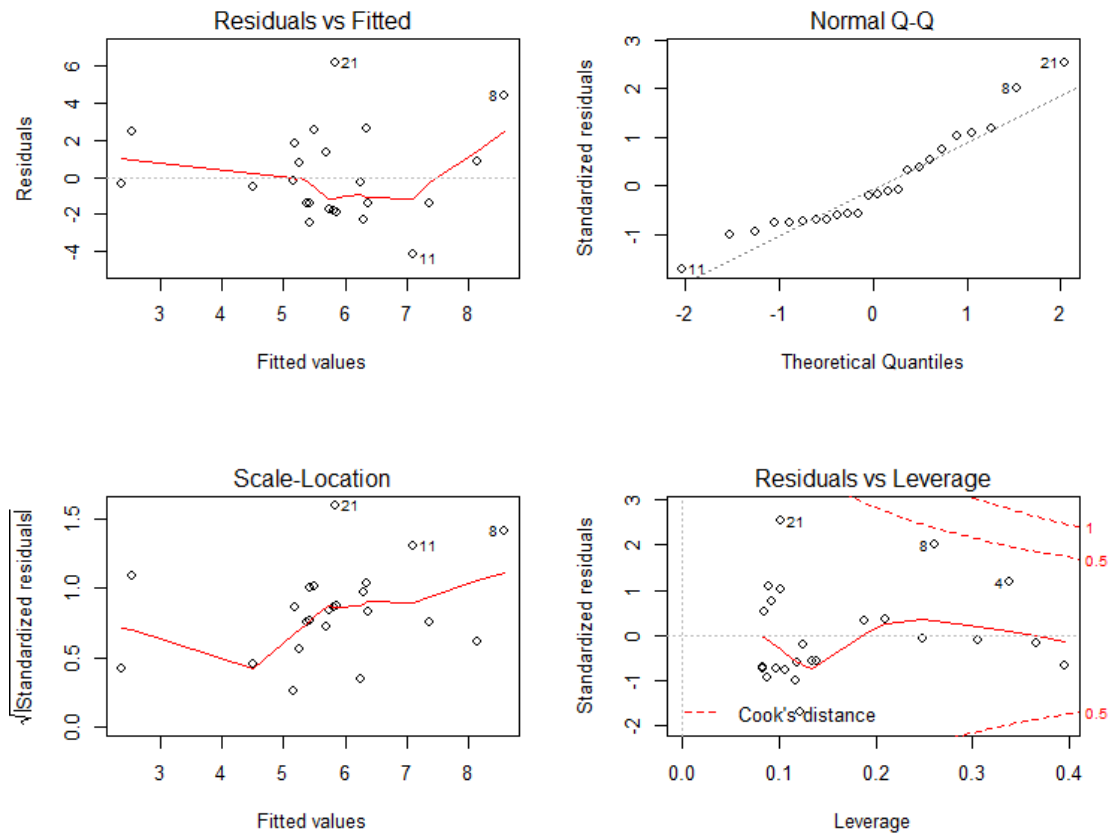 Residuals vs Fitted
Residuals
6
4
2
0
-2
-4
21
8
11
3 4 5 6 7 8
Fitted values
Normal Q-Q
Standardized residuals
3
2
1
0
-1
21
8
11
-2 -1 0 1 2
Theoretical Quantiles
Scale-Location
√|Standardized residuals|
1.5
1.0
0.5
0.0
21
8
11
3 4 5 6 7 8
Fitted values
Residuals vs Leverage
Standardized residuals
3
2
1
0
-1
-2
21
8
4
1
0.5
0.5
Cook's distance
0.0 0.1 0.2 0.3 0.4
Leverage